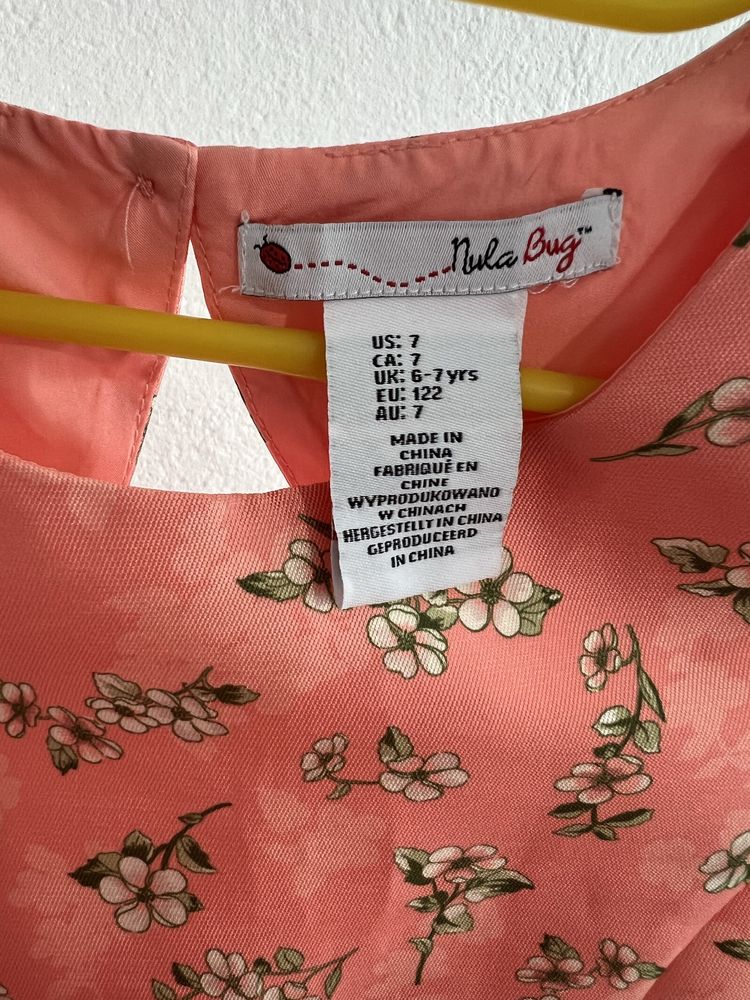 Nula Bug™
US: 7
CA: 7
UK: 6-7 yrs
EU: 122
AU: 7
MADE IN
CHINA
FABRIQUÉ EN
CHINE
WYPRODUKOWANO
W CHINACH
HERGESTELLT IN CHINA
GEPRODUCEERD
IN CHINA